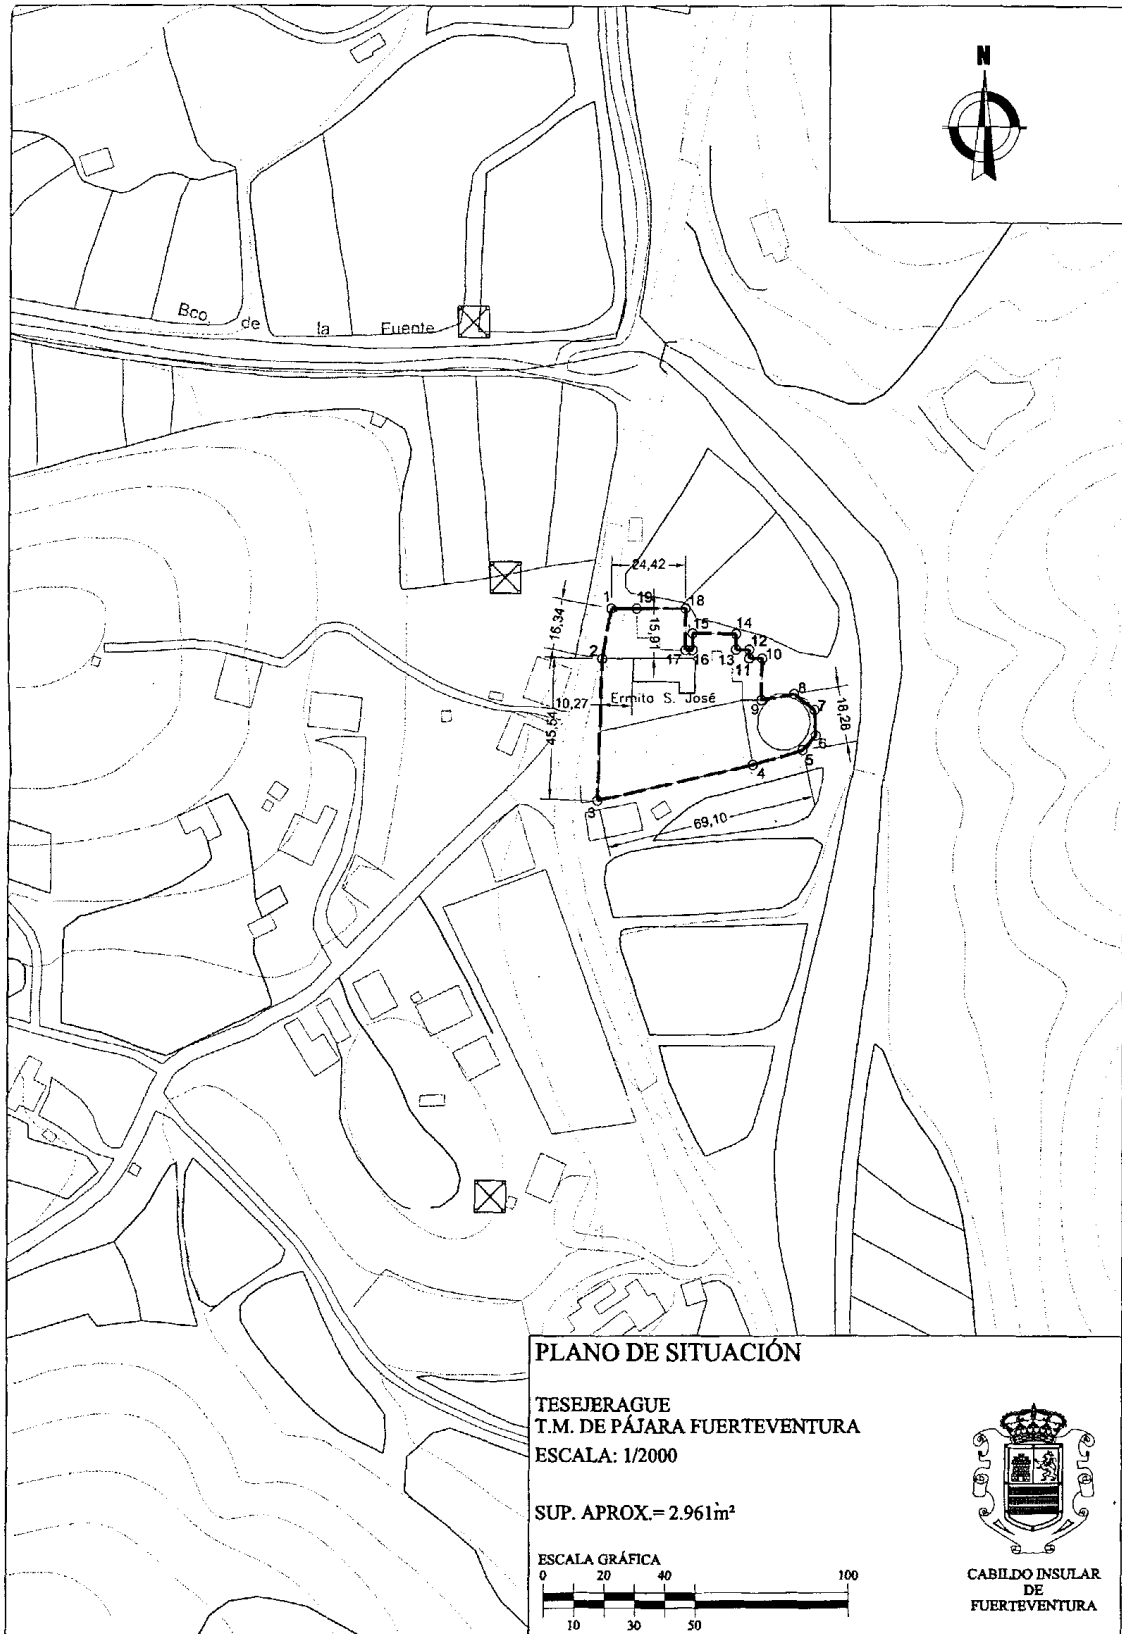 N
Bco. de la Fuente
24,42
1
19
18
16,34
15,91
15
14
2
17
16
13
12
11
10
Ermita S. José
10,27
45,54
9
8
7
18,28
6
5
4
3
69,10
PLANO DE SITUACIÓN
TESEJERAGUE
T.M. DE PÁJARA FUERTEVENTURA
ESCALA: 1/2000
SUP. APROX.= 2.961m²
ESCALA GRÁFICA
0 20 40 100
10 30 50
CABILDO INSULAR
DE
FUERTEVENTURA